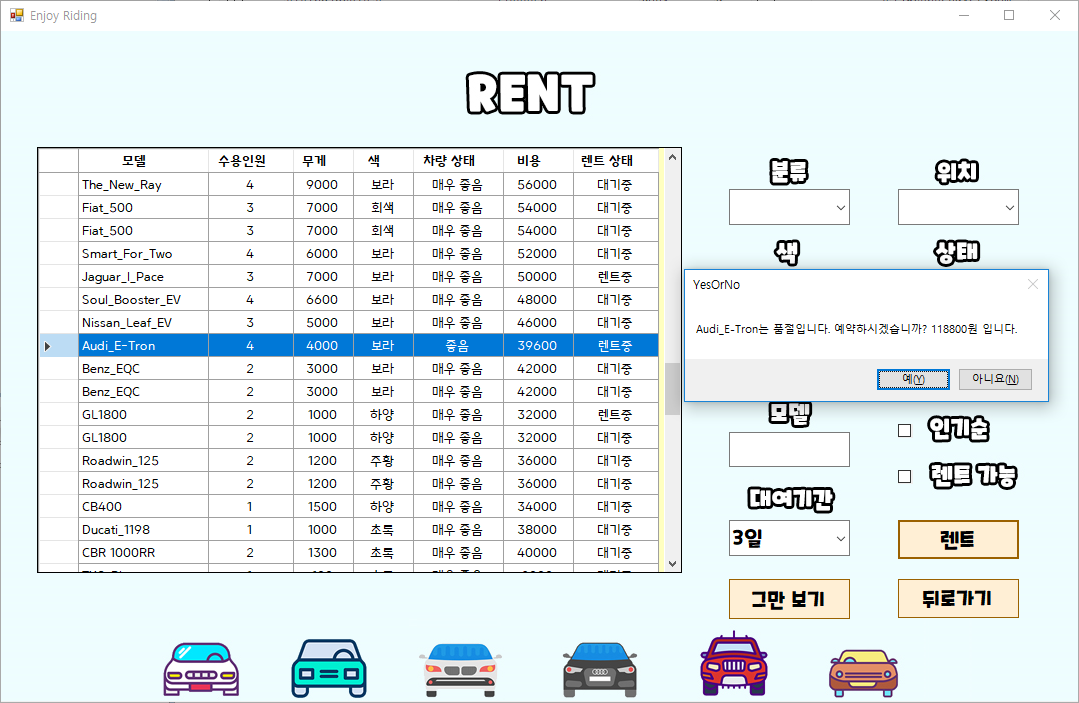 Enjoy Riding
RENT
모델 수용인원 무게 색 차량 상태 비용 렌트 상태
The_New_Ray 4 9000 보라 매우 좋음 56000 대기중
Fiat_500 3 7000 회색 매우 좋음 54000 대기중
Fiat_500 3 7000 회색 매우 좋음 54000 대기중
Smart_For_Two 4 6000 보라 매우 좋음 52000 대기중
Jaguar_I_Pace 3 7000 보라 매우 좋음 50000 렌트중
Soul_Booster_EV 4 6600 보라 매우 좋음 48000 대기중
Nissan_Leaf_EV 3 5000 보라 매우 좋음 46000 대기중
Audi_E-Tron 4 4000 보라 좋음 39600 렌트중
Benz_EQC 2 3000 보라 매우 좋음 42000 대기중
Benz_EQC 2 3000 보라 매우 좋음 42000 대기중
GL1800 2 1000 하양 매우 좋음 32000 렌트중
GL1800 2 1000 하양 매우 좋음 32000 대기중
Roadwin_125 2 1200 주황 매우 좋음 36000 대기중
Roadwin_125 2 1200 주황 매우 좋음 36000 대기중
CB400 1 1500 하양 매우 좋음 34000 대기중
Ducati_1198 1 1000 초록 매우 좋음 38000 대기중
CBR 1000RR 2 1300 초록 매우 좋음 40000 대기중
분류 위치
색 상태
YesOrNo
Audi_E-Tron는 품절입니다. 예약하시겠습니까? 118800원 입니다.
예(Y) 아니요(N)
모델
인기순
렌트 가능
대여기간
3일
렌트
그만 보기 뒤로가기